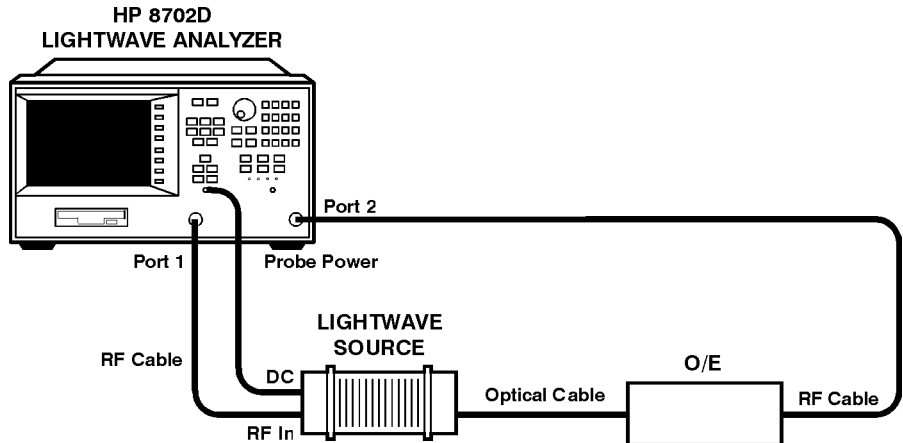 HP 8702D
LIGHTWAVE ANALYZER
Port 2
Port 1
Probe Power
LIGHTWAVE
SOURCE
RF Cable
DC
O/E
Optical Cable
RF Cable
RF In